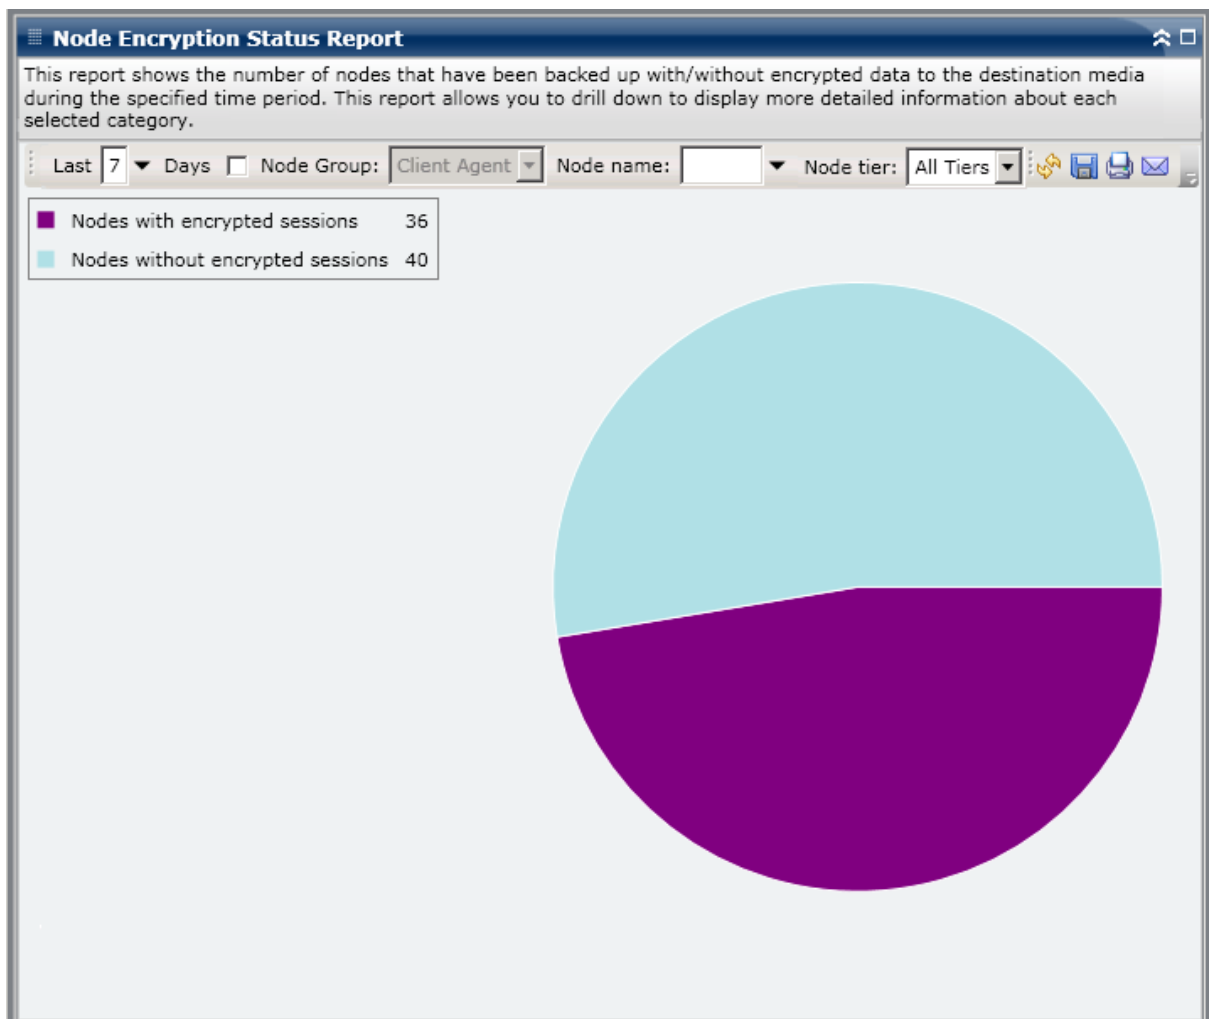 Node Encryption Status Report
This report shows the number of nodes that have been backed up with/without encrypted data to the destination media
during the specified time period. This report allows you to drill down to display more detailed information about each
selected category.
Last 7 Days Node Group: Client Agent Node name: Node tier: All Tiers
Nodes with encrypted sessions 36
Nodes without encrypted sessions 40